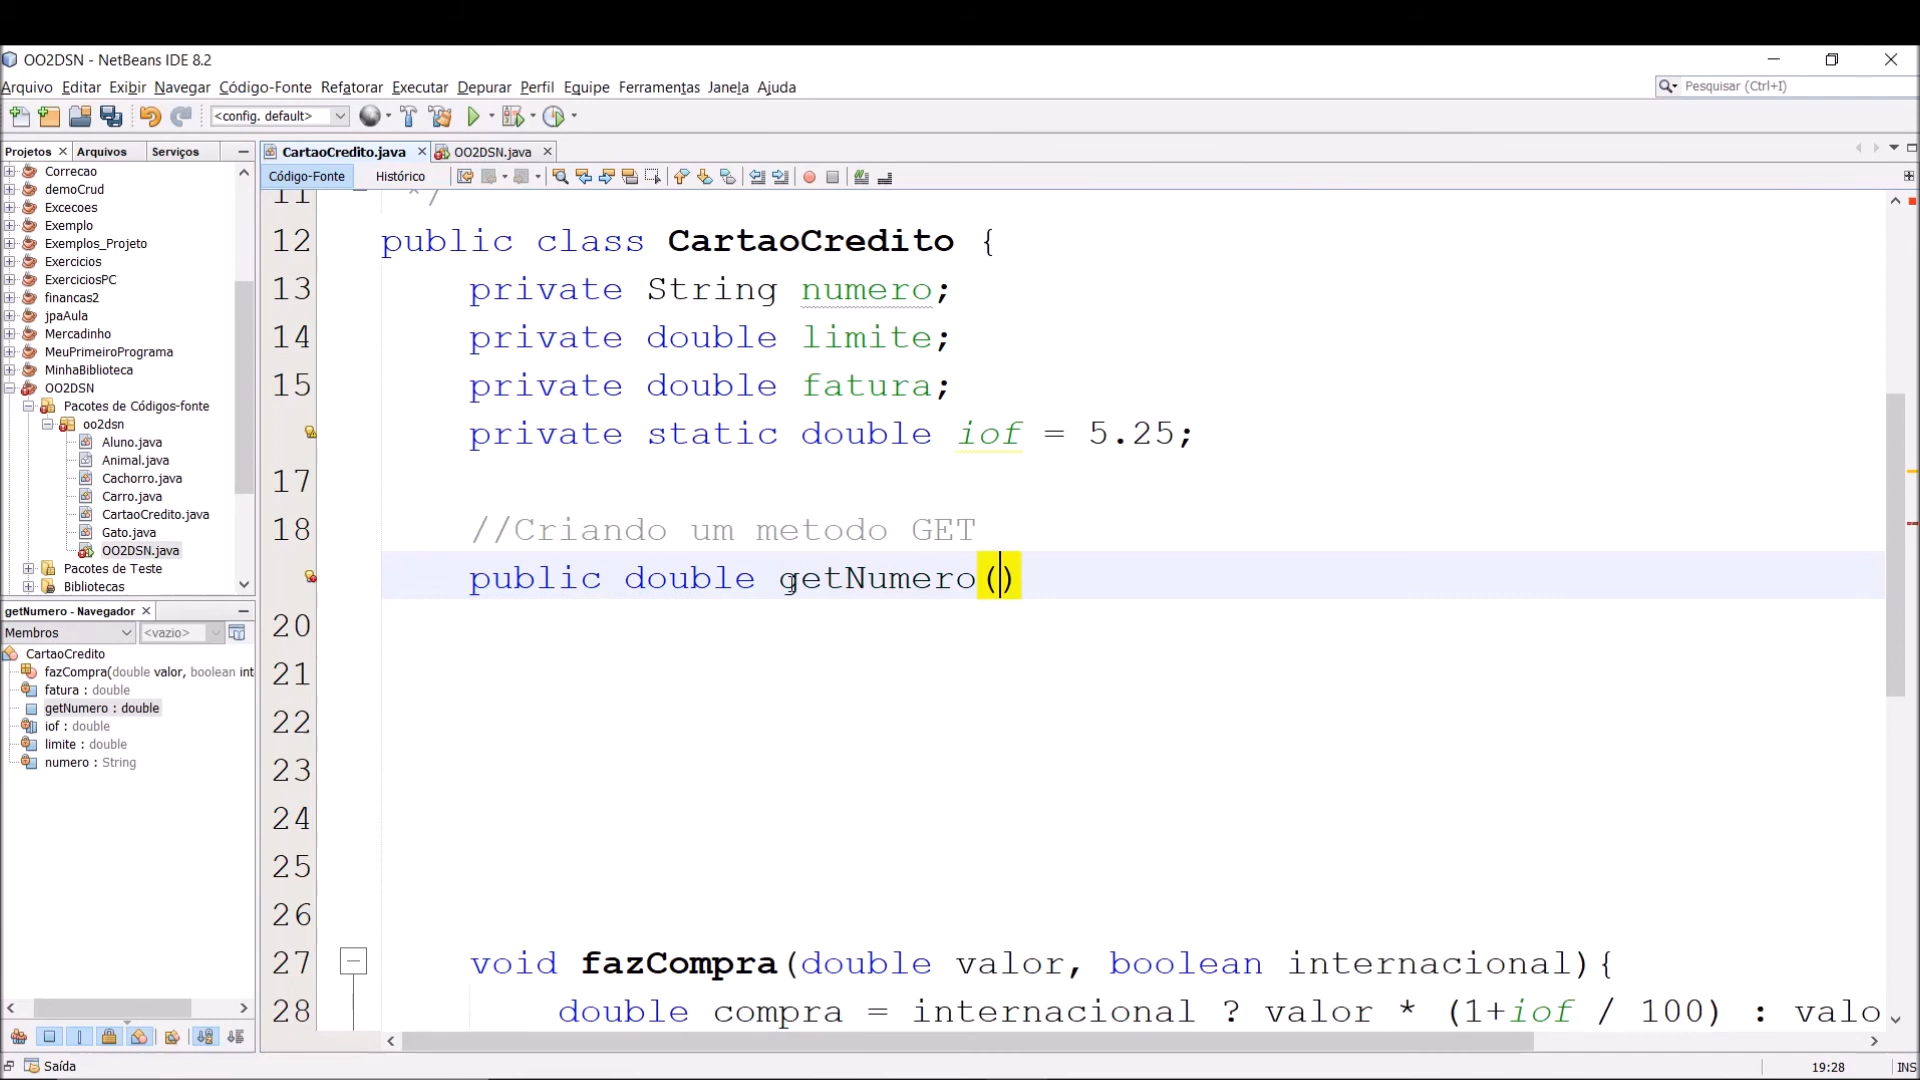 OO2DSN - NetBeans IDE 8.2
Arquivo Editar Exibir Navegar Código-Fonte Refatorar Executar Depurar Perfil Equipe Ferramentas Janela Ajuda
Pesquisar (Ctrl+I)
<config. default>
Projetos Arquivos Serviços
CartaoCredito.java OO2DSN.java
Código-Fonte Histórico
Correcao
demoCrud
Excecoes
Exemplo
Exemplos_Projeto
Exercicios
ExerciciosPC
financas2
jpaAula
Mercadinho
MeuPrimeiroPrograma
MinhaBiblioteca
OO2DSN
Pacotes de Códigos-fonte
oo2dsn
Aluno.java
Animal.java
Cachorro.java
Carro.java
CartaoCredito.java
Gato.java
OO2DSN.java
Pacotes de Teste
Bibliotecas
getNumero - Navegador
Membros <vazio>
CartaoCredito
fazCompra(double valor, boolean int
fatura : double
getNumero : double
iof : double
limite : double
numero : String
11 */
12 public class CartaoCredito {
13 private String numero;
14 private double limite;
15 private double fatura;
private static double iof = 5.25;
17
18 //Criando um metodo GET
public double getNumero()
20
21
22
23
24
25
26
27 void fazCompra(double valor, boolean internacional){
28 double compra = internacional ? valor * (1+iof / 100) : valo
Saída
19:28 INS